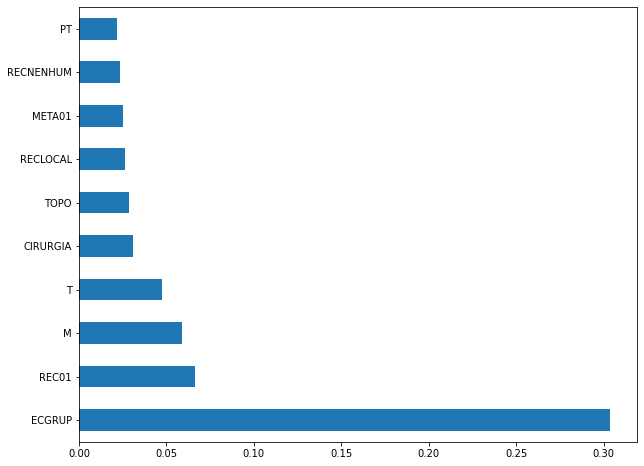 PT
RECNENHUM
META01
RECLOCAL
TOPO
CIRURGIA
T
M
REC01
ECGRUP
0.00 0.05 0.10 0.15 0.20 0.25 0.30